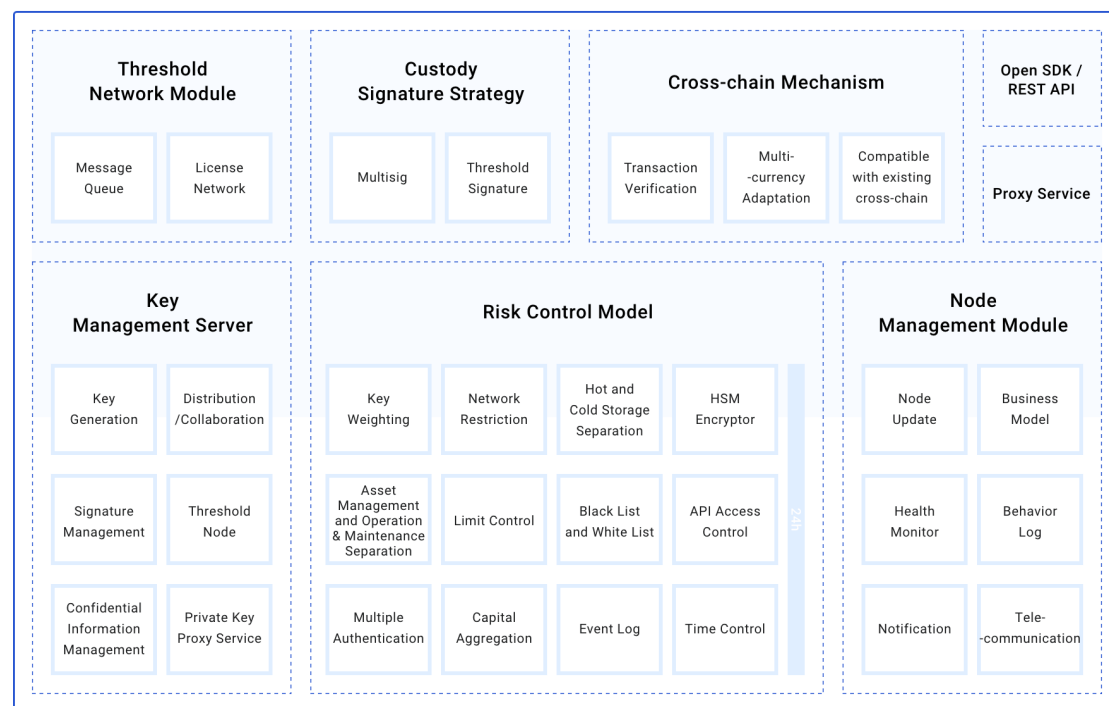 Threshold
Network Module
Message
Queue
License
Network
Custody
Signature Strategy
Multisig
Threshold
Signature
Cross-chain Mechanism
Transaction
Verification
Multi-
-currency
Adaptation
Compatible
with existing
cross-chain
Open SDK /
REST API
Proxy Service
Key
Management Server
Key
Generation
Distribution
/Collaboration
Signature
Management
Threshold
Node
Confidential
Information
Management
Private Key
Proxy Service
Risk Control Model
Key
Weighting
Network
Restriction
Hot and
Cold Storage
Separation
HSM
Encryptor
Asset
Management
and Operation
& Maintenance
Separation
Limit Control
Black List
and White List
API Access
Control
Multiple
Authentication
Capital
Aggregation
Event Log
Time Control
24h
Node
Management Module
Node
Update
Business
Model
Health
Monitor
Behavior
Log
Notification
Tele-
-communication